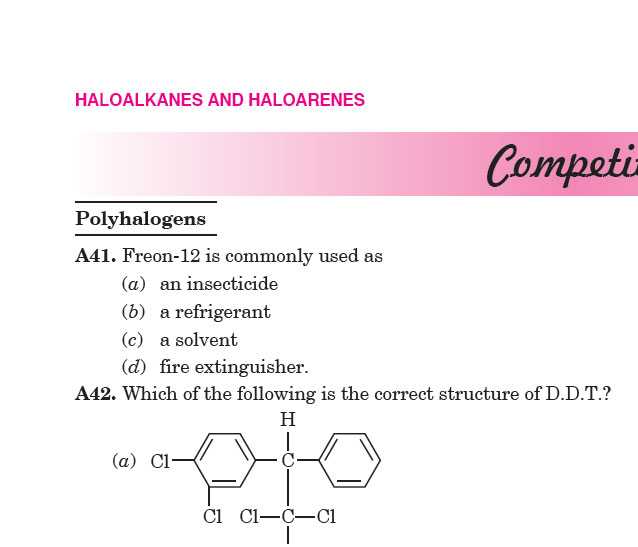 HALOALKANES AND HALOARENES
Polyhalogens
A41. Freon-12 is commonly used as
(a) an insecticide
(b) a refrigerant
(c) a solvent
(d) fire extinguisher.
A42. Which of the following is the correct structure of D.D.T.?
H
(a) Cl C
Cl Cl C Cl